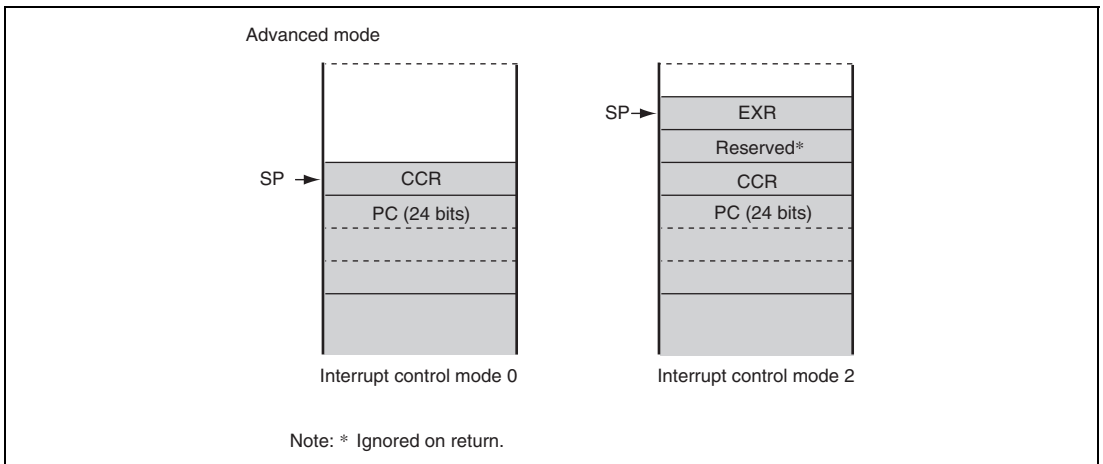 Advanced mode
SP
CCR
PC (24 bits)
Interrupt control mode 0
SP
EXR
Reserved*
CCR
PC (24 bits)
Interrupt control mode 2
Note: * Ignored on return.